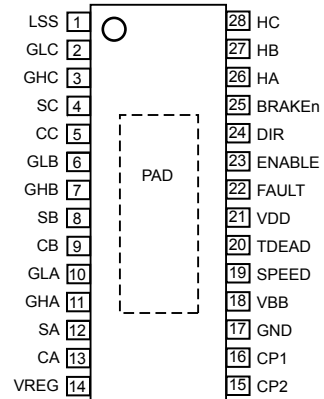 LSS 1
GLC 2
GHC 3
SC 4
CC 5
GLB 6
GHB 7
SB 8
CB 9
GLA 10
GHA 11
SA 12
CA 13
VREG 14
PAD
28 HC
27 HB
26 HA
25 BRAKEn
24 DIR
23 ENABLE
22 FAULT
21 VDD
20 TDEAD
19 SPEED
18 VBB
17 GND
16 CP1
15 CP2